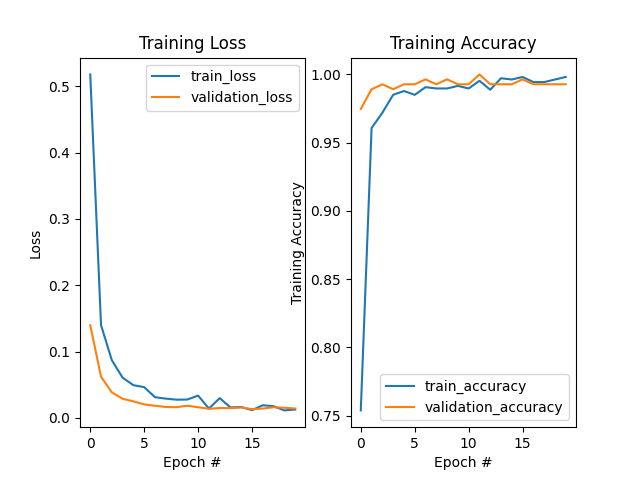 Training Loss
train_loss
validation_loss
0.5
0.4
0.3
0.2
0.1
0.0
Loss
0
5
10
15
Epoch #
Training Accuracy
1.00
0.95
0.90
0.85
0.80
0.75
Training Accuracy
train_accuracy
validation_accuracy
0
5
10
15
Epoch #